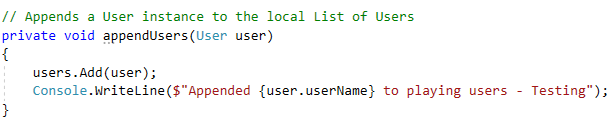 // Appends a User instance to the local List of Users
private void appendUsers(User user)
{
    users.Add(user);
    Console.WriteLine($"Appended {user.userName} to playing users - Testing");
}